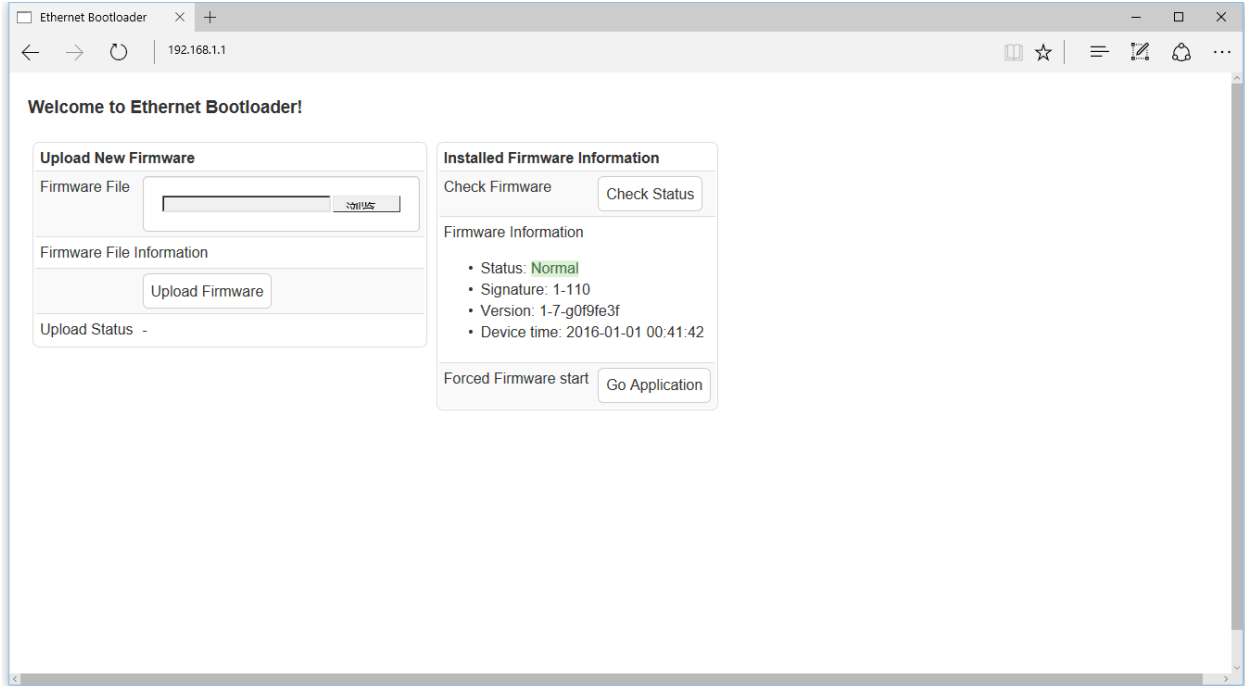 Ethernet Bootloader
192.168.1.1
Welcome to Ethernet Bootloader!
Upload New Firmware
Firmware File
浏览
Firmware File Information
Upload Firmware
Upload Status -
Installed Firmware Information
Check Firmware Check Status
Firmware Information
• Status: Normal
• Signature: 1-110
• Version: 1-7-g0f9fe3f
• Device time: 2016-01-01 00:41:42
Forced Firmware start Go Application